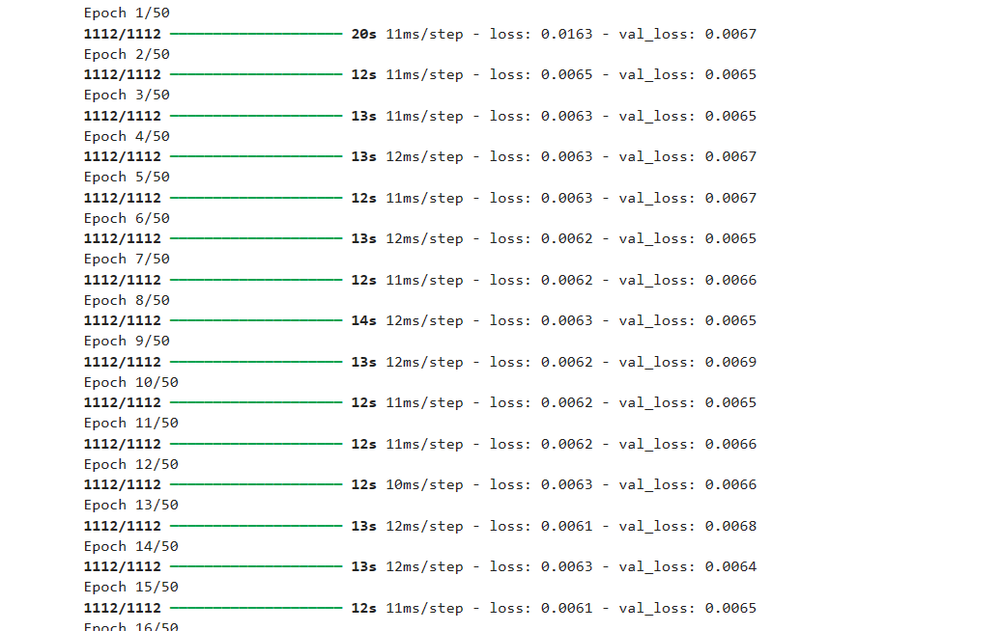 Epoch 1/50
1112/1112 ━━━━━━━━━━━━━━━━━━━━ 20s 11ms/step - loss: 0.0163 - val_loss: 0.0067
Epoch 2/50
1112/1112 ━━━━━━━━━━━━━━━━━━━━ 12s 11ms/step - loss: 0.0065 - val_loss: 0.0065
Epoch 3/50
1112/1112 ━━━━━━━━━━━━━━━━━━━━ 13s 11ms/step - loss: 0.0063 - val_loss: 0.0065
Epoch 4/50
1112/1112 ━━━━━━━━━━━━━━━━━━━━ 13s 12ms/step - loss: 0.0063 - val_loss: 0.0067
Epoch 5/50
1112/1112 ━━━━━━━━━━━━━━━━━━━━ 12s 11ms/step - loss: 0.0063 - val_loss: 0.0067
Epoch 6/50
1112/1112 ━━━━━━━━━━━━━━━━━━━━ 13s 12ms/step - loss: 0.0062 - val_loss: 0.0065
Epoch 7/50
1112/1112 ━━━━━━━━━━━━━━━━━━━━ 12s 11ms/step - loss: 0.0062 - val_loss: 0.0066
Epoch 8/50
1112/1112 ━━━━━━━━━━━━━━━━━━━━ 14s 12ms/step - loss: 0.0063 - val_loss: 0.0065
Epoch 9/50
1112/1112 ━━━━━━━━━━━━━━━━━━━━ 13s 12ms/step - loss: 0.0062 - val_loss: 0.0069
Epoch 10/50
1112/1112 ━━━━━━━━━━━━━━━━━━━━ 12s 11ms/step - loss: 0.0062 - val_loss: 0.0065
Epoch 11/50
1112/1112 ━━━━━━━━━━━━━━━━━━━━ 12s 11ms/step - loss: 0.0062 - val_loss: 0.0066
Epoch 12/50
1112/1112 ━━━━━━━━━━━━━━━━━━━━ 12s 10ms/step - loss: 0.0063 - val_loss: 0.0066
Epoch 13/50
1112/1112 ━━━━━━━━━━━━━━━━━━━━ 13s 12ms/step - loss: 0.0061 - val_loss: 0.0068
Epoch 14/50
1112/1112 ━━━━━━━━━━━━━━━━━━━━ 13s 12ms/step - loss: 0.0063 - val_loss: 0.0064
Epoch 15/50
1112/1112 ━━━━━━━━━━━━━━━━━━━━ 12s 11ms/step - loss: 0.0061 - val_loss: 0.0065
Epoch 16/50